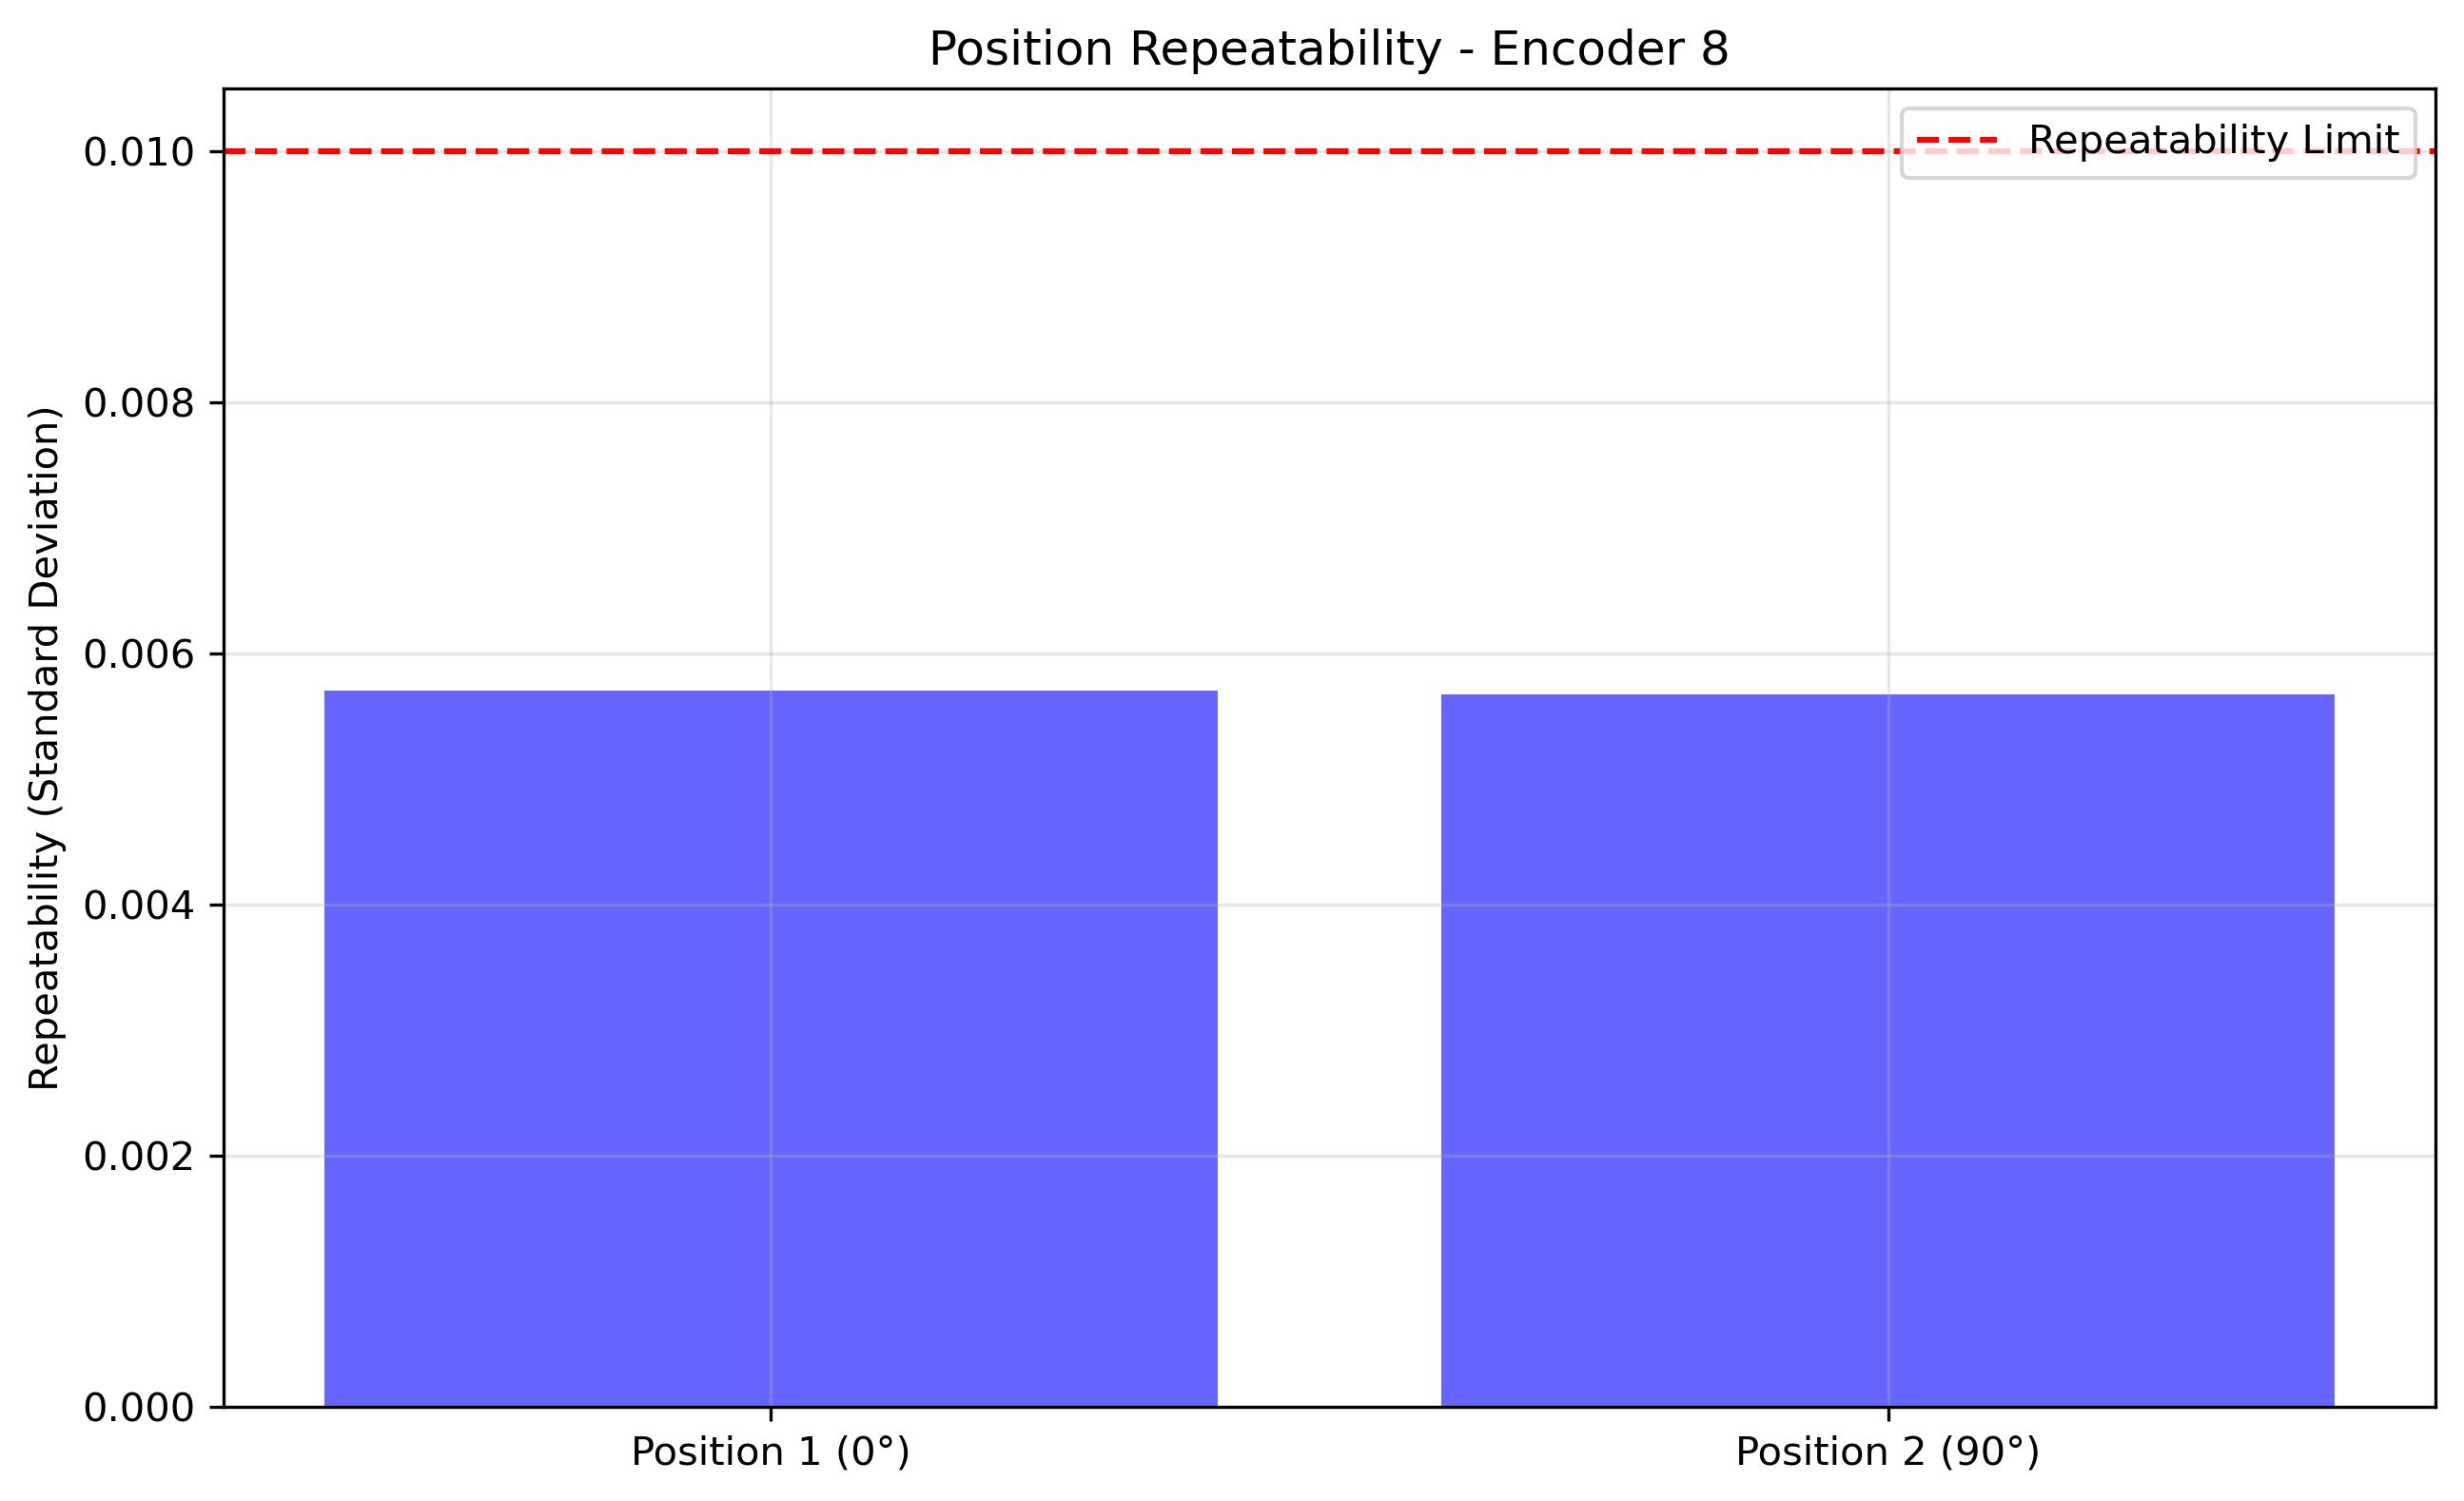 Position Repeatability - Encoder 8
Repeatability Limit
Repeatability (Standard Deviation)
0.010
0.008
0.006
0.004
0.002
0.000
Position 1 (0°)
Position 2 (90°)